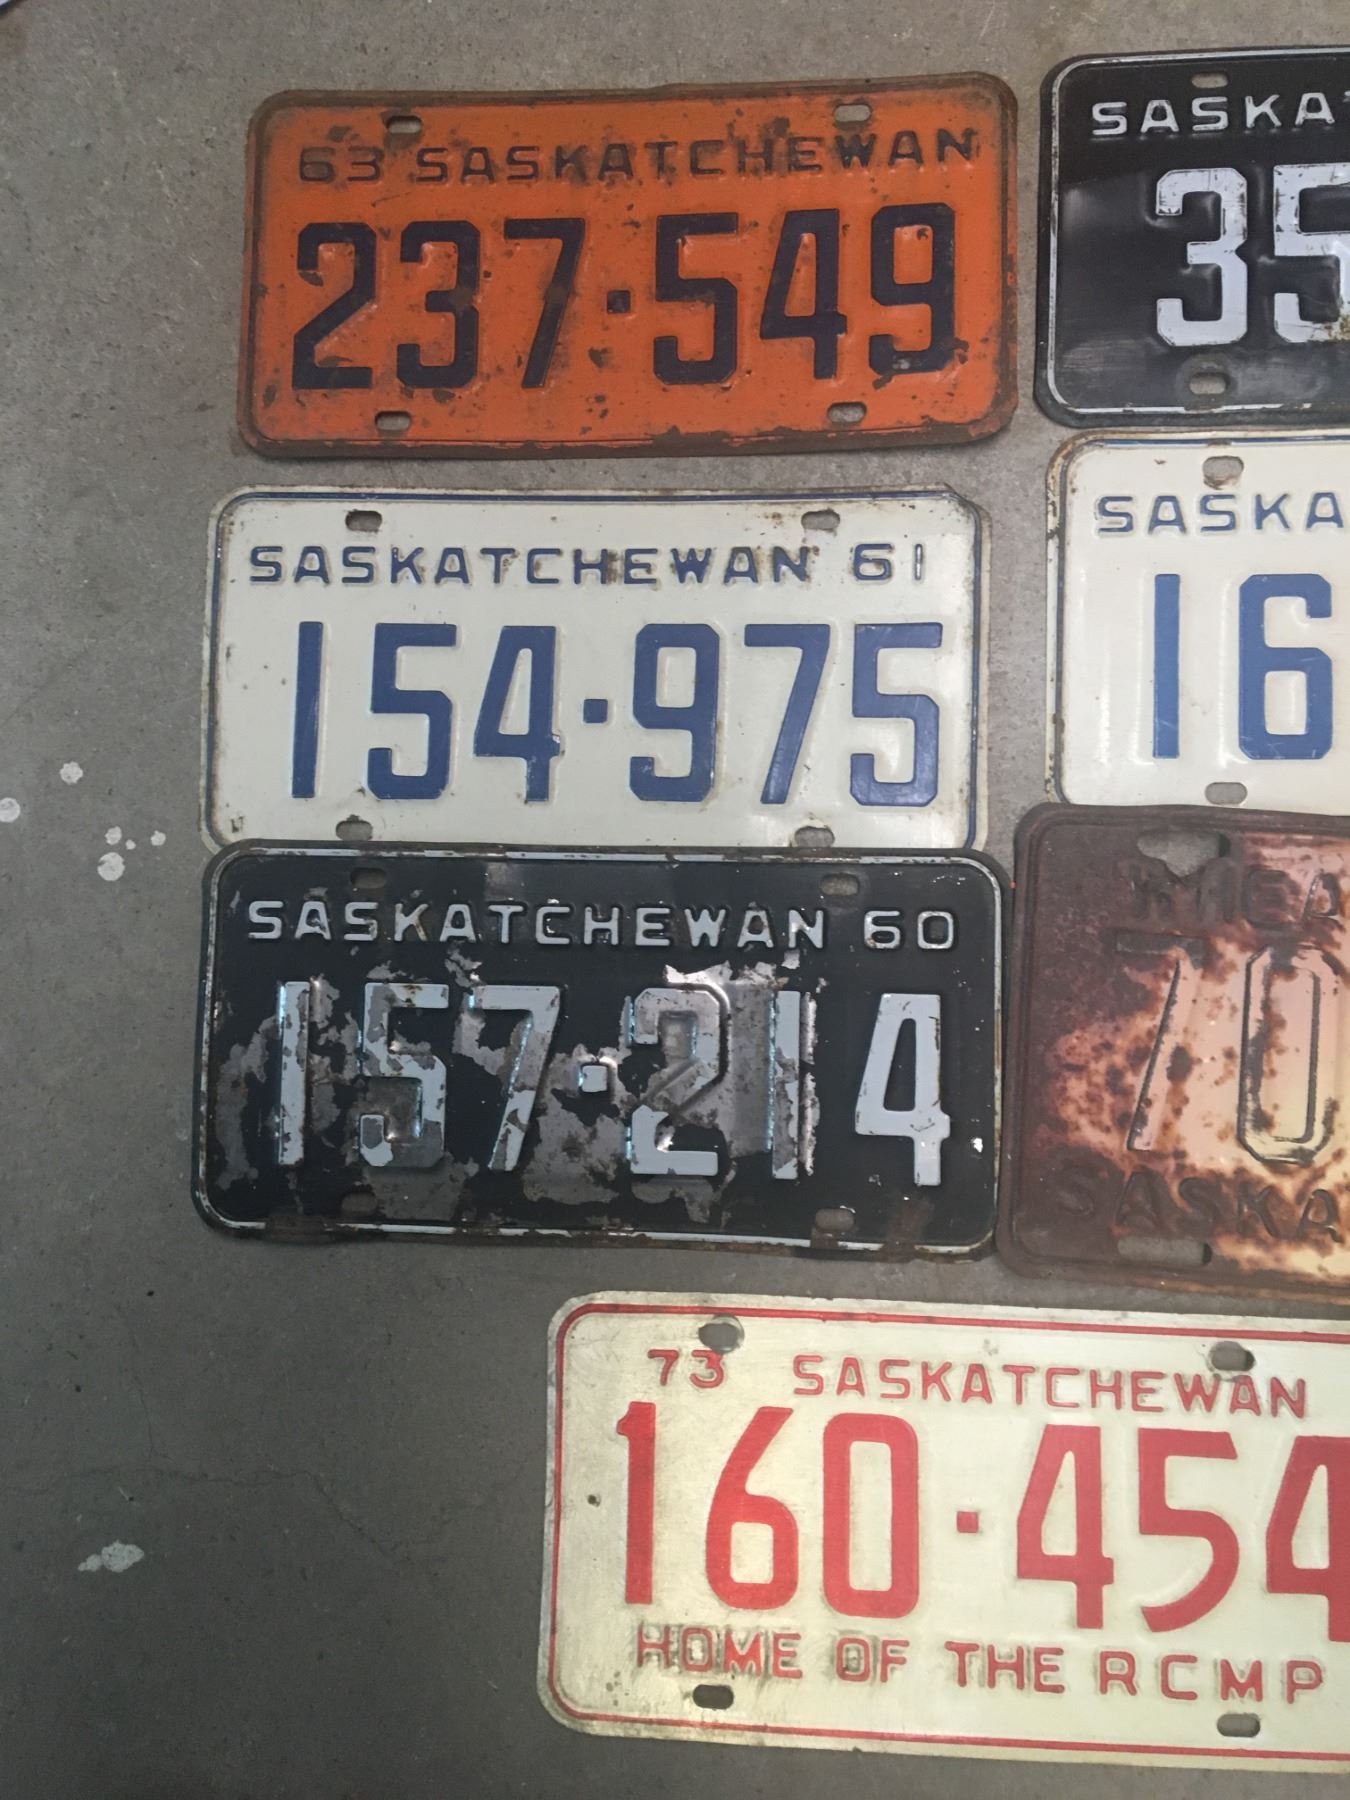 63 SASKATCHEWAN
237·549
SASKAT
35
SASKATCHEWAN 61
154·975
SASKA
16
SASKATCHEWAN 60
157·214
70
SASKA
73 SASKATCHEWAN
160·454
HOME OF THE RCMP